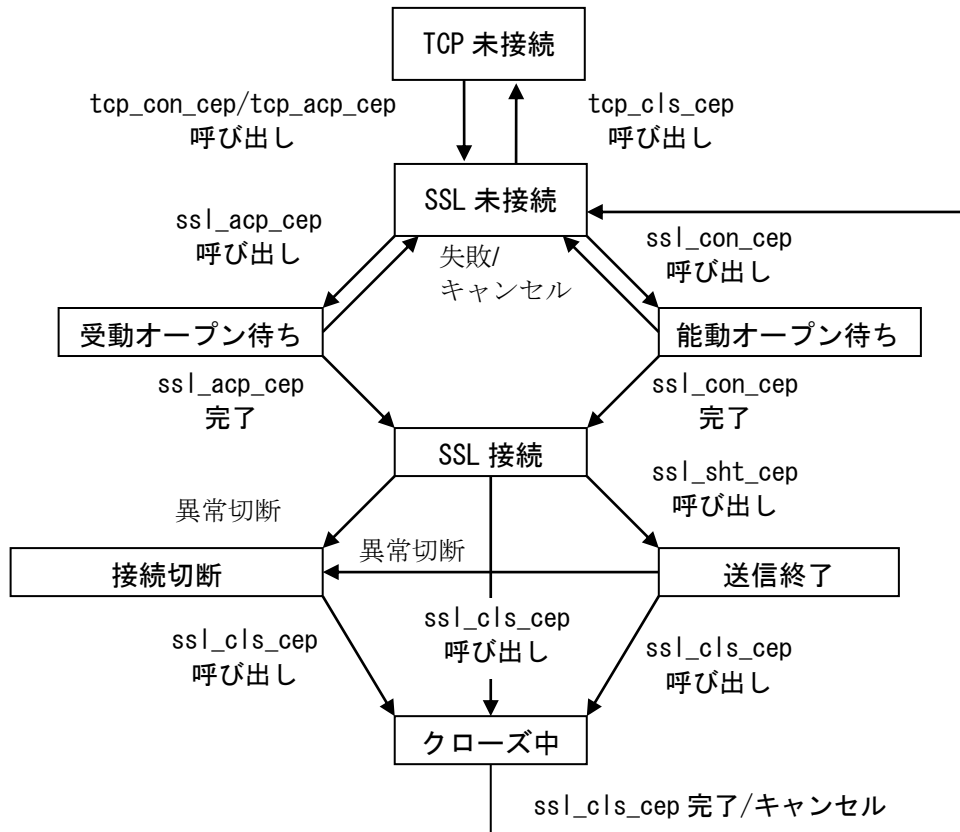 TCP 未接続
tcp_con_cep/tcp_acp_cep
呼び出し
tcp_cls_cep
呼び出し
SSL 未接続
ssl_acp_cep
呼び出し
失敗/
キャンセル
ssl_con_cep
呼び出し
受動オープン待ち
能動オープン待ち
ssl_acp_cep
完了
ssl_con_cep
完了
SSL 接続
ssl_sht_cep
呼び出し
異常切断
異常切断
接続切断
送信終了
ssl_cls_cep
呼び出し
ssl_cls_cep
呼び出し
ssl_cls_cep
呼び出し
クローズ中
ssl_cls_cep 完了/キャンセル